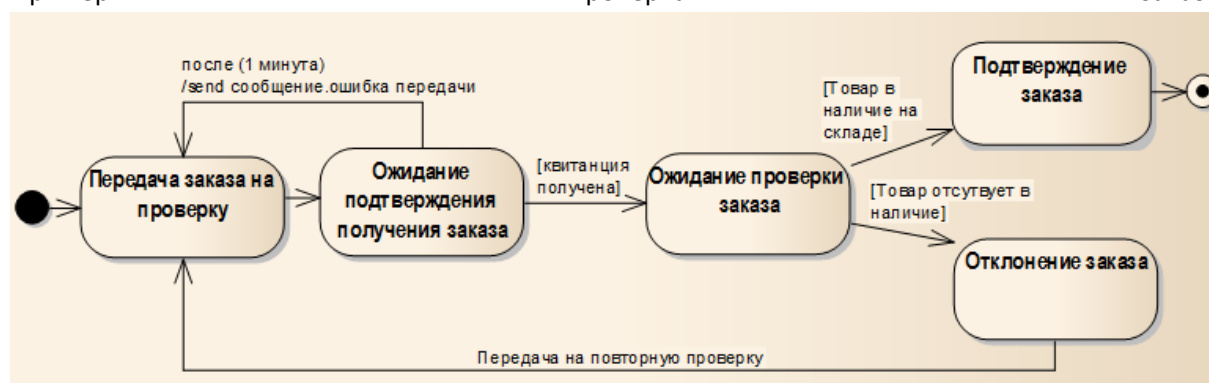 после (1 минута)
/send сообщение.ошибка передачи
Передача заказа на
проверку
Ожидание
подтверждения
получения заказа
[квитанция
получена]
Ожидание проверки
заказа
[Товар в
наличие на
складе]
Подтверждение
заказа
[Товар отсутвует в
наличие]
Отклонение заказа
Передача на повторную проверку